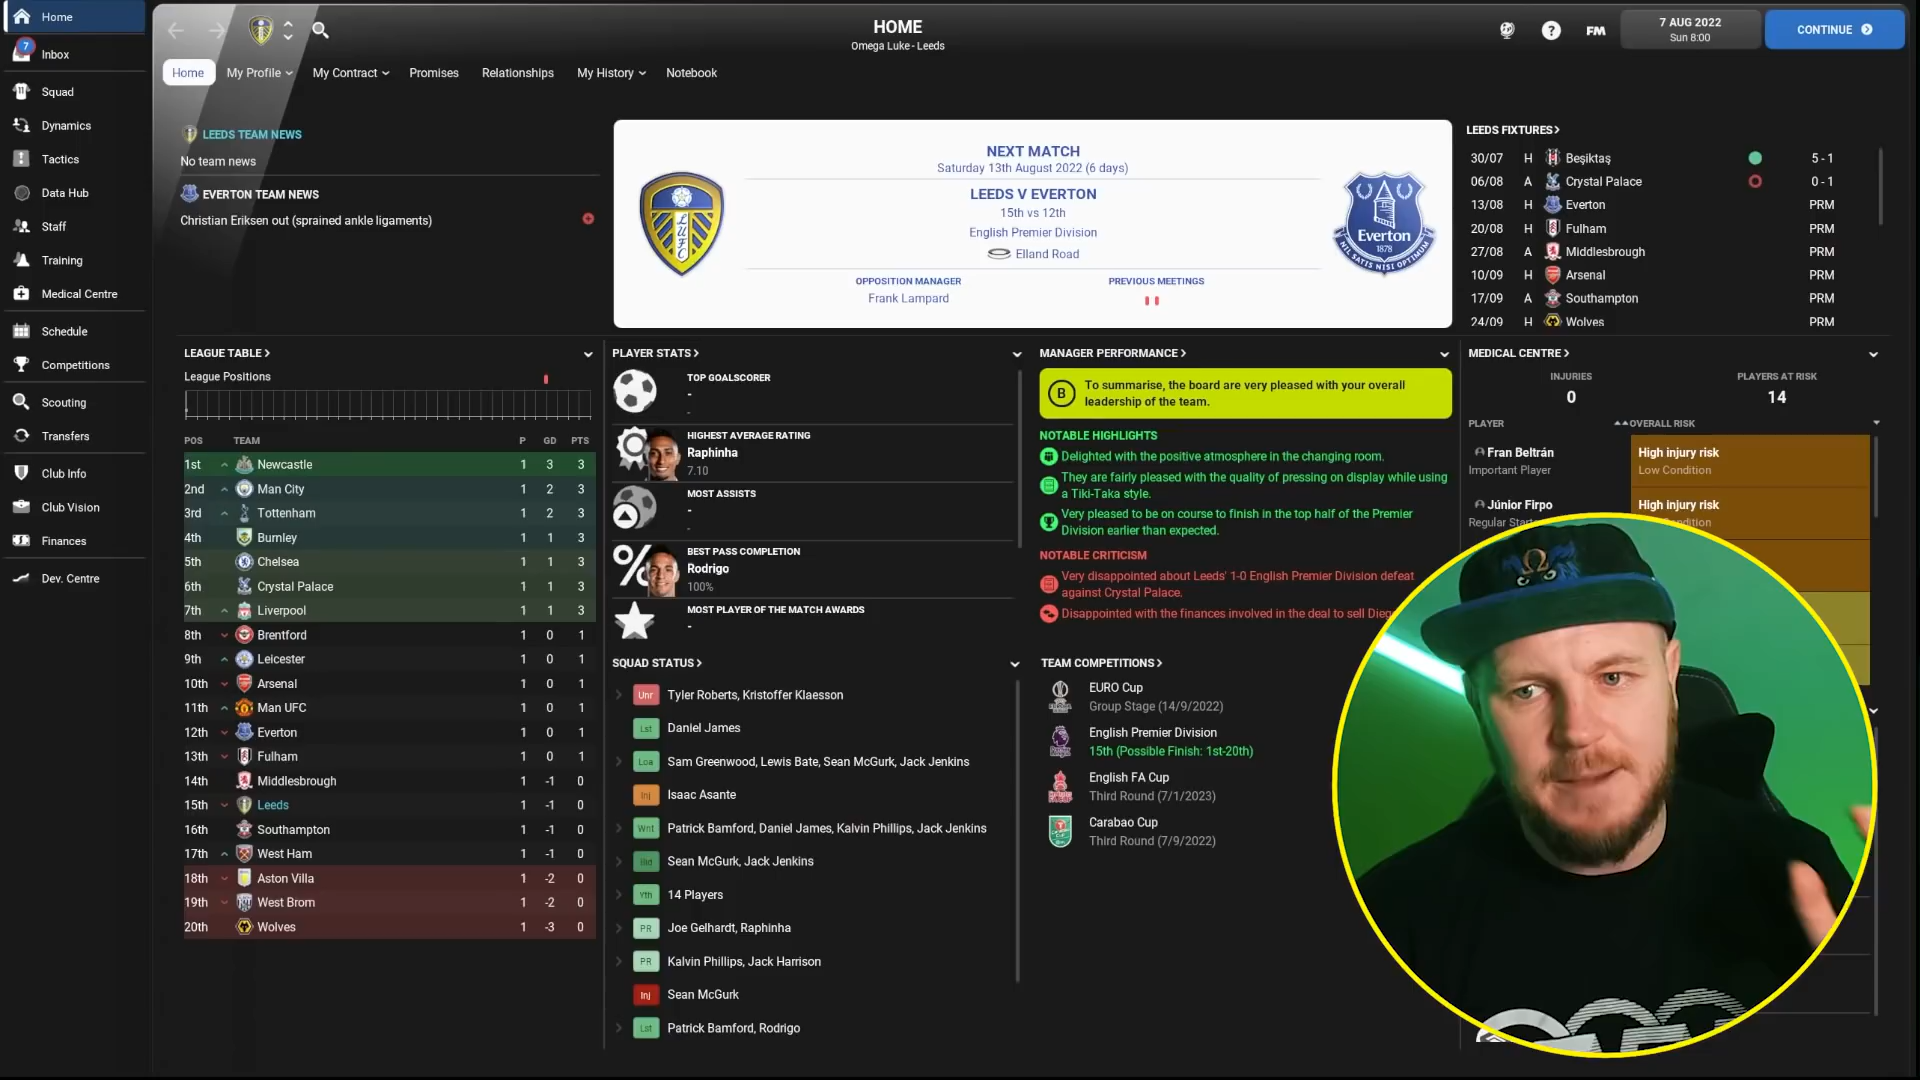 Home
7
Inbox
Squad
Dynamics
Tactics
Data Hub
Staff
Training
Medical Centre
Schedule
Competitions
Scouting
Transfers
Club Info
Club Vision
Finances
Dev. Centre
HOME
Omega Luke - Leeds
?
FM
7 AUG 2022
Sun 8:00
CONTINUE
Home
My Profile
My Contract
Promises
Relationships
My History
Notebook
LEEDS TEAM NEWS
No team news
EVERTON TEAM NEWS
Christian Eriksen out (sprained ankle ligaments)
NEXT MATCH
Saturday 13th August 2022 (6 days)
LEEDS V EVERTON
15th vs 12th
English Premier Division
Elland Road
OPPOSITION MANAGER
Frank Lampard
PREVIOUS MEETINGS
LUFC
Everton
1878
NIL SATIS NISI OPTIMUM
LEEDS FIXTURES>
30/07 H Beşiktaş 5 - 1
06/08 A Crystal Palace 0 - 1
13/08 H Everton PRM
20/08 H Fulham PRM
27/08 A Middlesbrough PRM
10/09 H Arsenal PRM
17/09 A Southampton PRM
24/09 H Wolves PRM
LEAGUE TABLE>
League Positions
POS TEAM P GD PTS
1st Newcastle 1 3 3
2nd Man City 1 2 3
3rd Tottenham 1 2 3
4th Burnley 1 1 3
5th Chelsea 1 1 3
6th Crystal Palace 1 1 3
7th Liverpool 1 1 3
8th Brentford 1 0 1
9th Leicester 1 0 1
10th Arsenal 1 0 1
11th Man UFC 1 0 1
12th Everton 1 0 1
13th Fulham 1 0 1
14th Middlesbrough 1 -1 0
15th Leeds 1 -1 0
16th Southampton 1 -1 0
17th West Ham 1 -1 0
18th Aston Villa 1 -2 0
19th West Brom 1 -2 0
20th Wolves 1 -3 0
PLAYER STATS>
TOP GOALSCORER
-
-
HIGHEST AVERAGE RATING
Raphinha
7.10
MOST ASSISTS
-
-
BEST PASS COMPLETION
Rodrigo
100%
MOST PLAYER OF THE MATCH AWARDS
-
SQUAD STATUS>
Unr Tyler Roberts, Kristoffer Klaesson
Lst Daniel James
Loa Sam Greenwood, Lewis Bate, Sean McGurk, Jack Jenkins
Inj Isaac Asante
Wnt Patrick Bamford, Daniel James, Kalvin Phillips, Jack Jenkins
Bid Sean McGurk, Jack Jenkins
Yth 14 Players
PR Joe Gelhardt, Raphinha
PR Kalvin Phillips, Jack Harrison
Inj Sean McGurk
Lst Patrick Bamford, Rodrigo
MANAGER PERFORMANCE>
B
To summarise, the board are very pleased with your overall
leadership of the team.
NOTABLE HIGHLIGHTS
Delighted with the positive atmosphere in the changing room.
They are fairly pleased with the quality of pressing on display while using
a Tiki-Taka style.
Very pleased to be on course to finish in the top half of the Premier
Division earlier than expected.
NOTABLE CRITICISM
Very disappointed about Leeds' 1-0 English Premier Division defeat
against Crystal Palace.
Disappointed with the finances involved in the deal to sell
TEAM COMPETITIONS>
EURO Cup
Group Stage (14/9/2022)
English Premier Division
15th (Possible Finish: 1st-20th)
English FA Cup
Third Round (7/1/2023)
Carabao Cup
Third Round (7/9/2022)
MEDICAL CENTRE>
INJURIES
0
PLAYERS AT RISK
14
PLAYER OVERALL RISK
Fran Beltrán
Important Player
High injury risk
Low Condition
Júnior Firpo
Regular
High injury risk
Ω